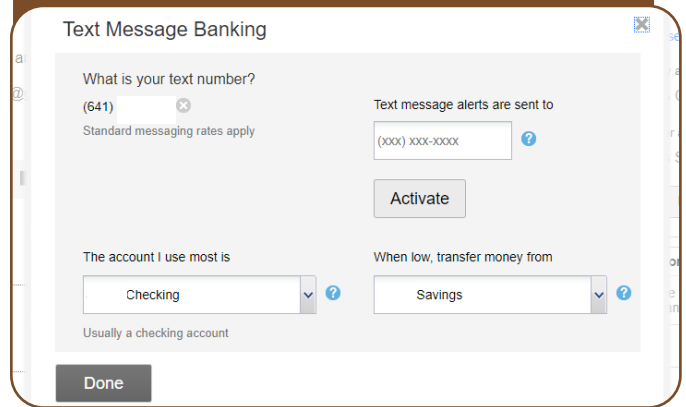 Text Message Banking
What is your text number?
(641)
Standard messaging rates apply
Text message alerts are sent to
(xxx) xxx-xxxx
?
Activate
The account I use most is
Checking
?
Usually a checking account
When low, transfer money from
Savings
?
Done